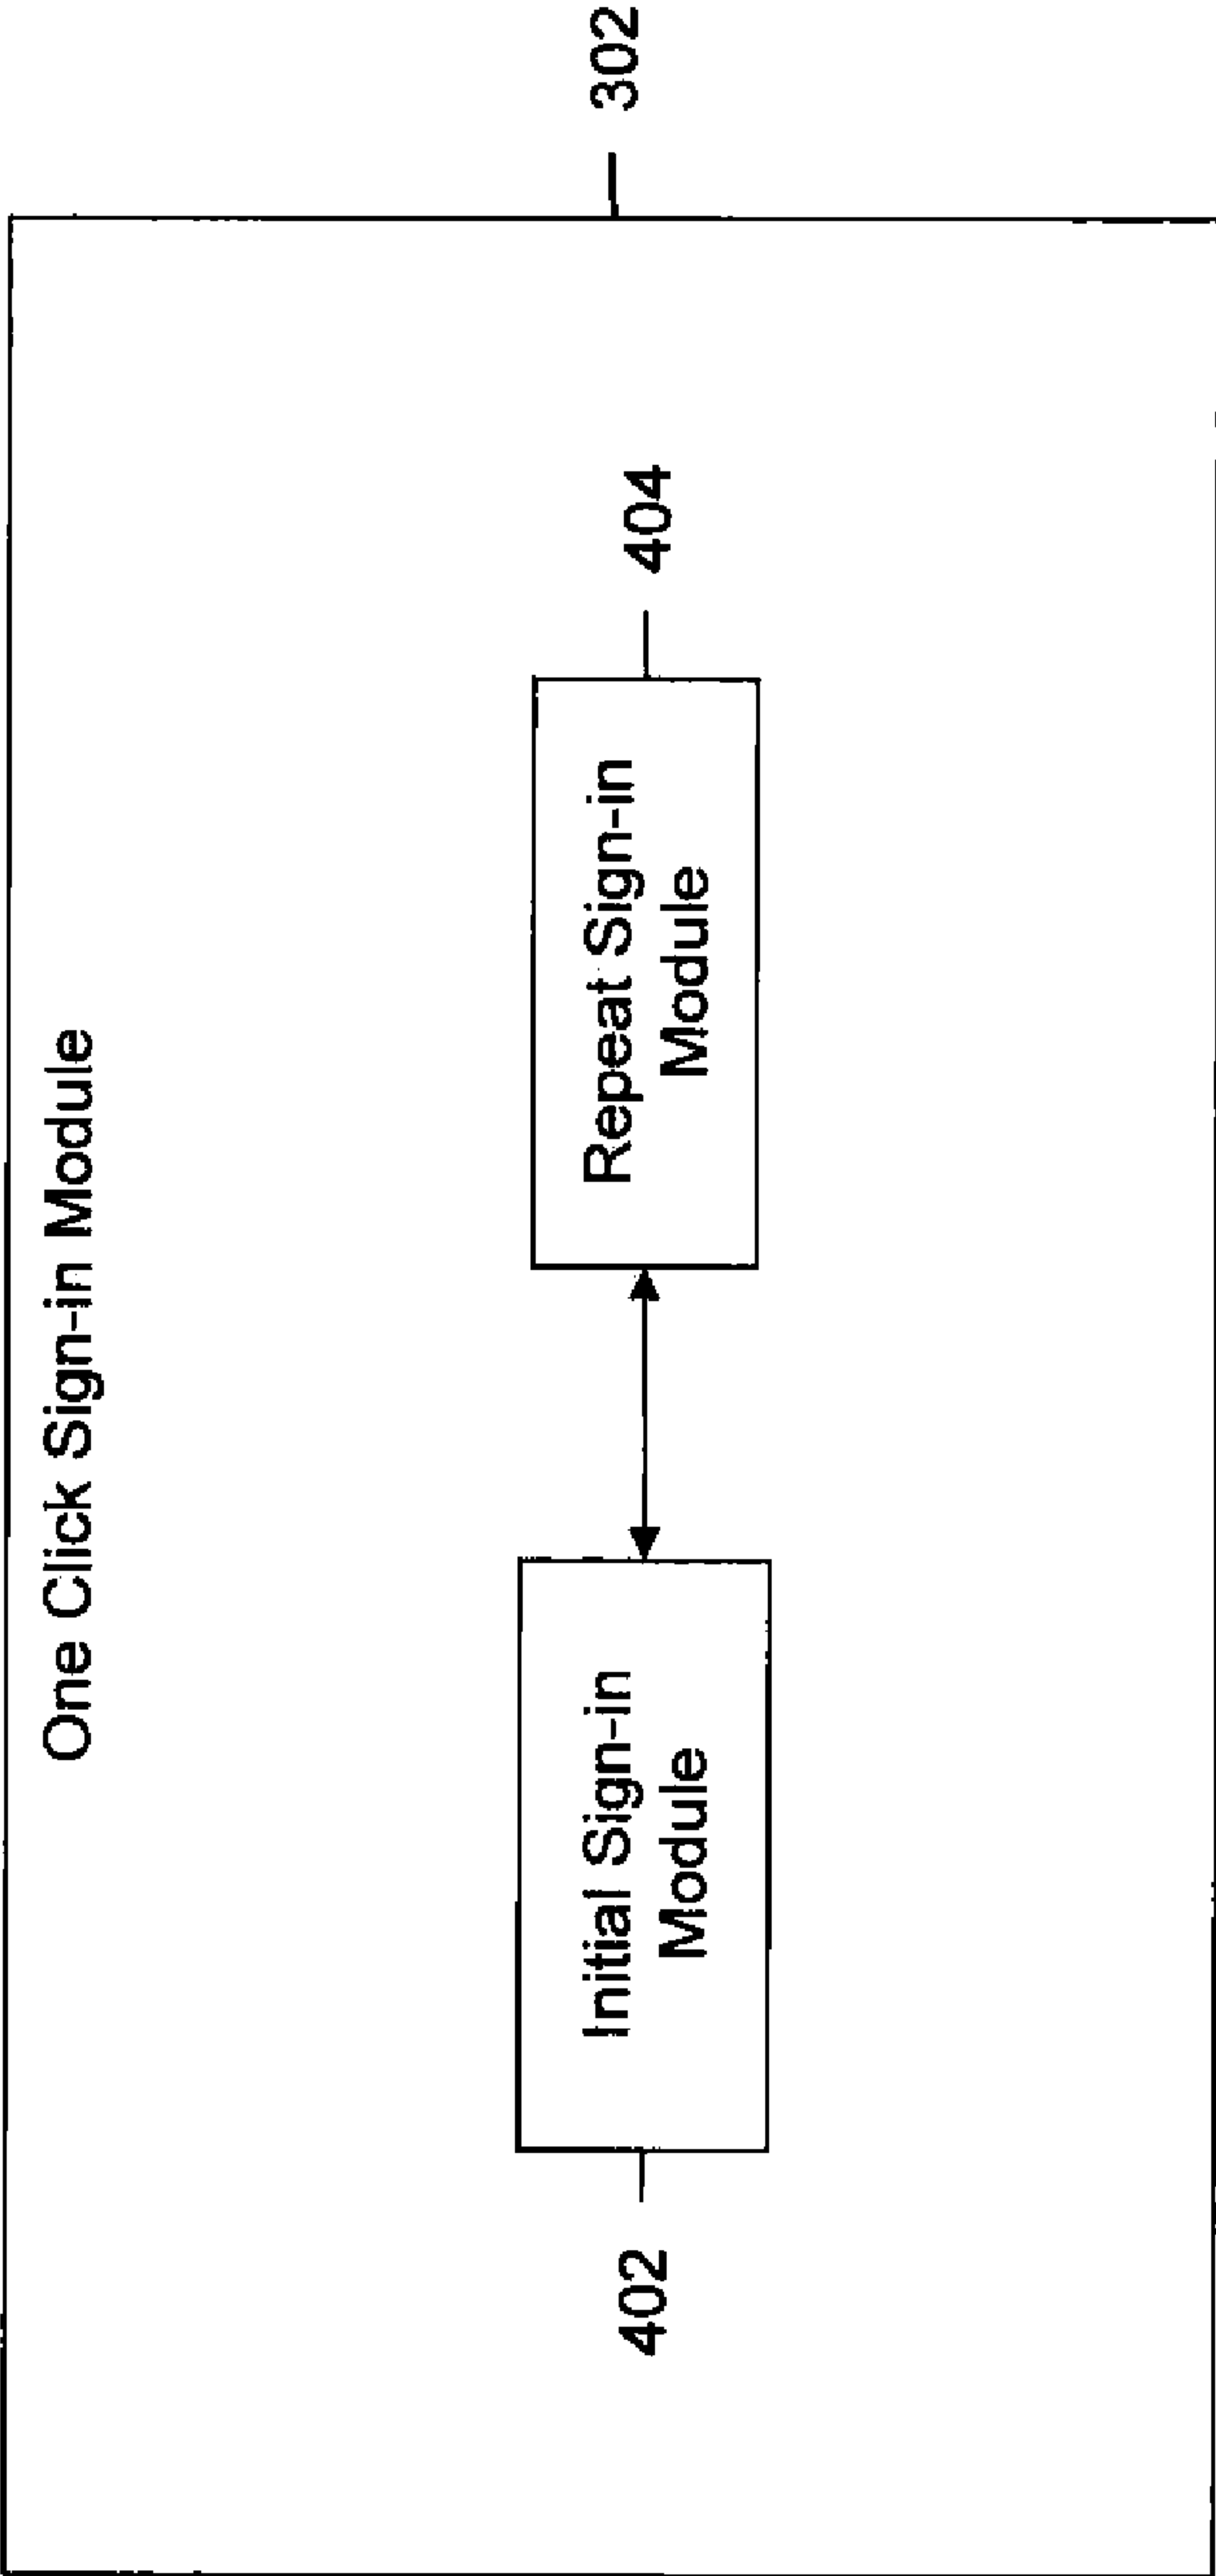 One Click Sign-in Module
302
402
Initial Sign-in
Module
Repeat Sign-in
Module
404